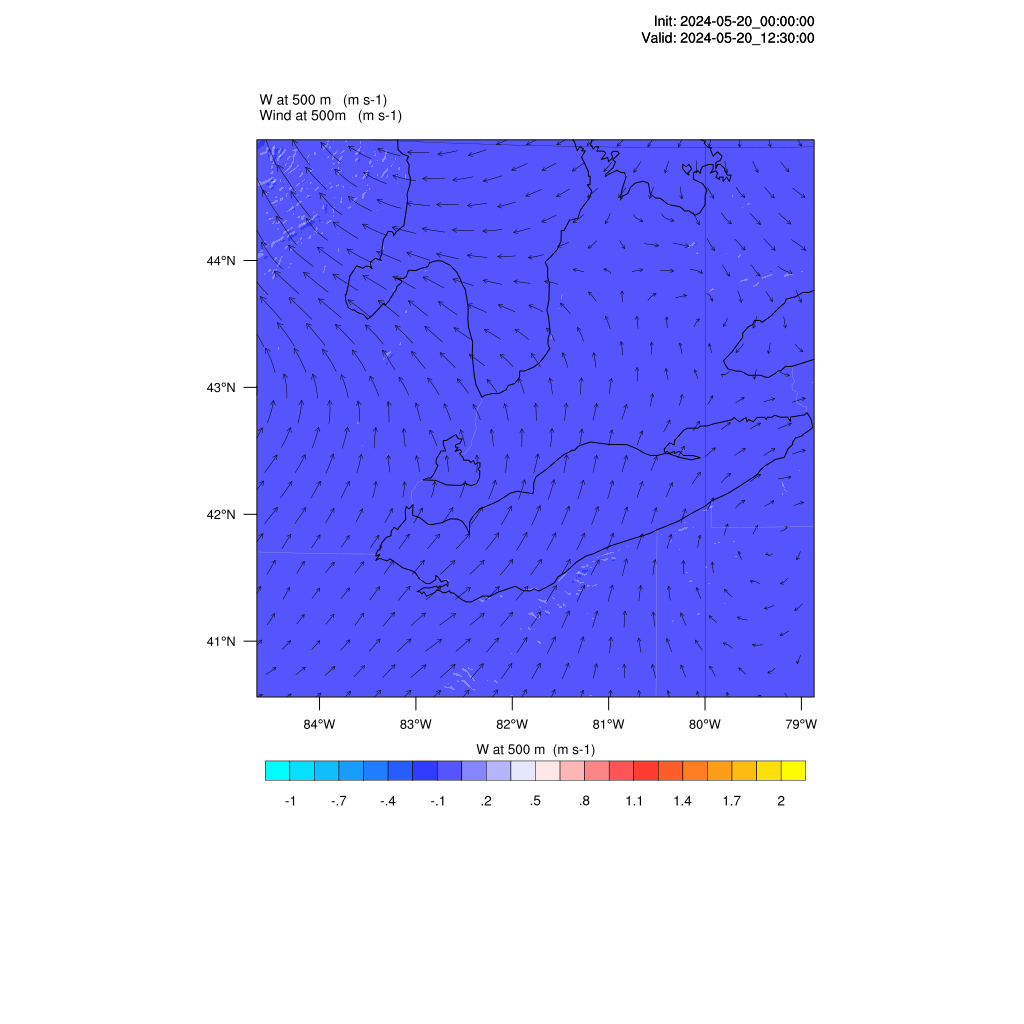 Init: 2024-05-20_00:00:00
Valid: 2024-05-20_12:30:00
W at 500 m   (m s-1)
Wind at 500m   (m s-1)
44°N
43°N
42°N
41°N
84°W 83°W 82°W 81°W 80°W 79°W
W at 500 m  (m s-1)
-1 -.7 -.4 -.1 .2 .5 .8 1.1 1.4 1.7 2